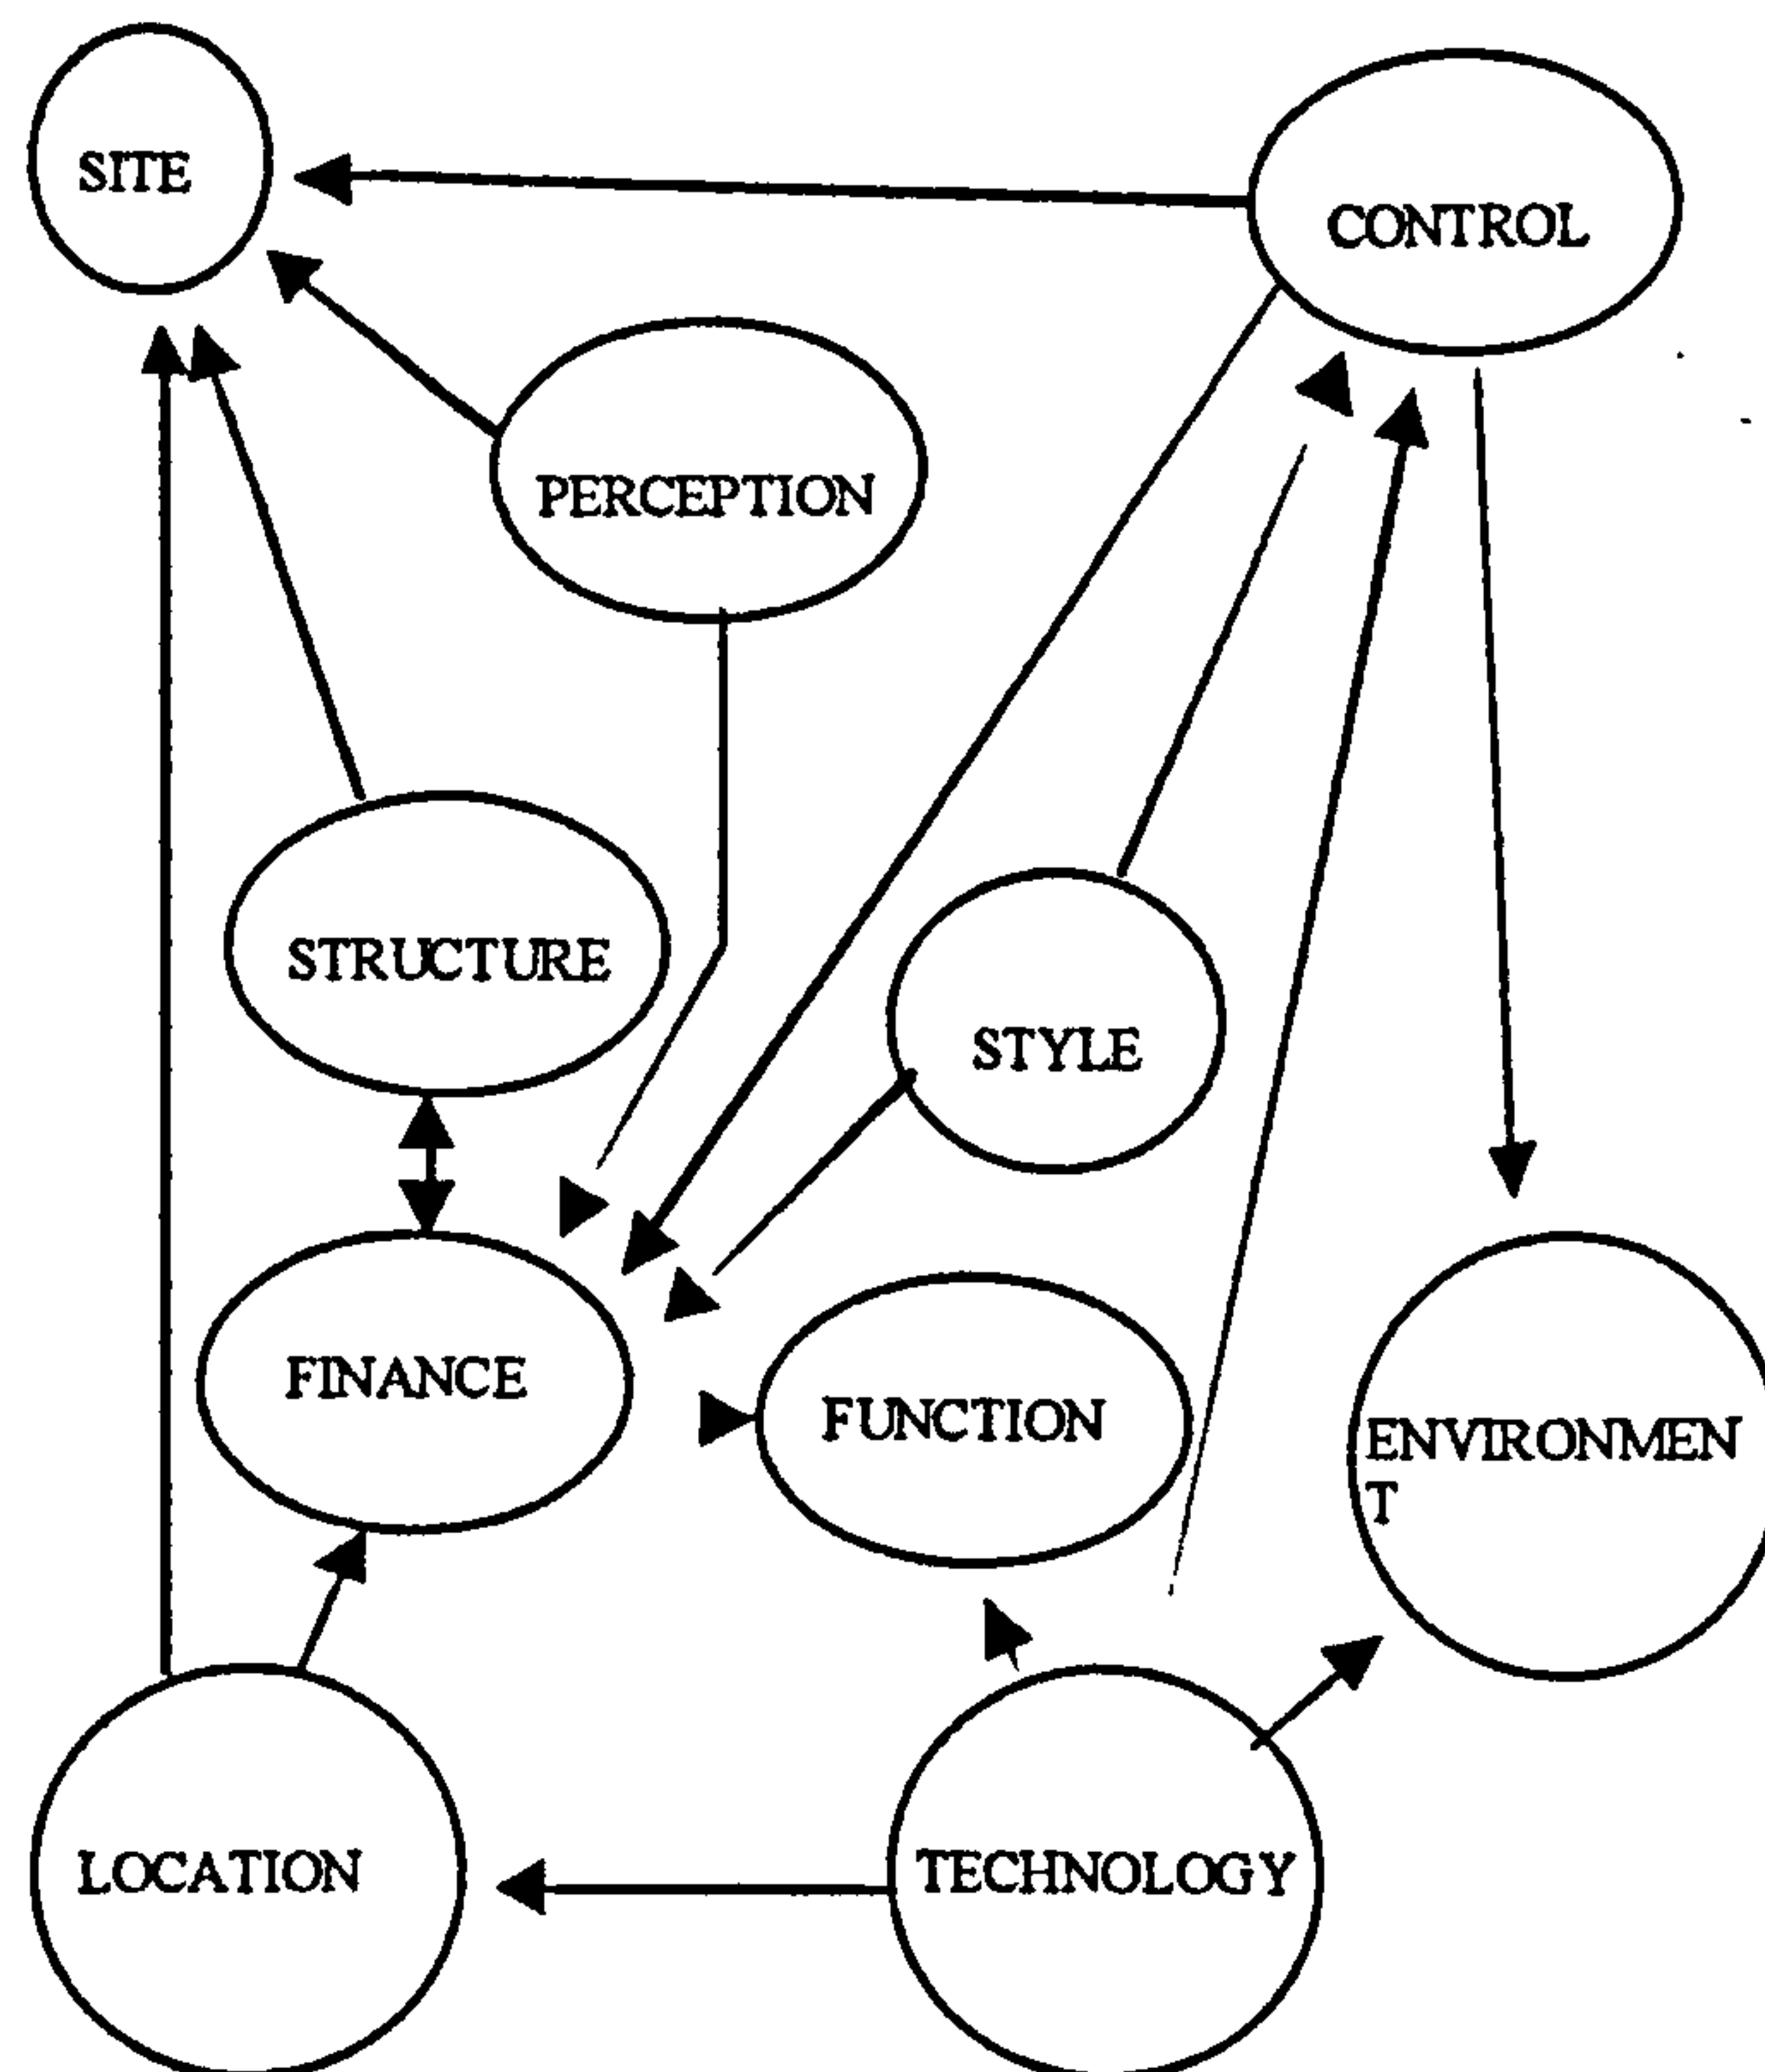 SITE
CONTROL
PERCEPTION
STRUCTURE
STYLE
FINANCE
FUNCTION
ENVIRONMEN
T
LOCATION
TECHNOLOGY